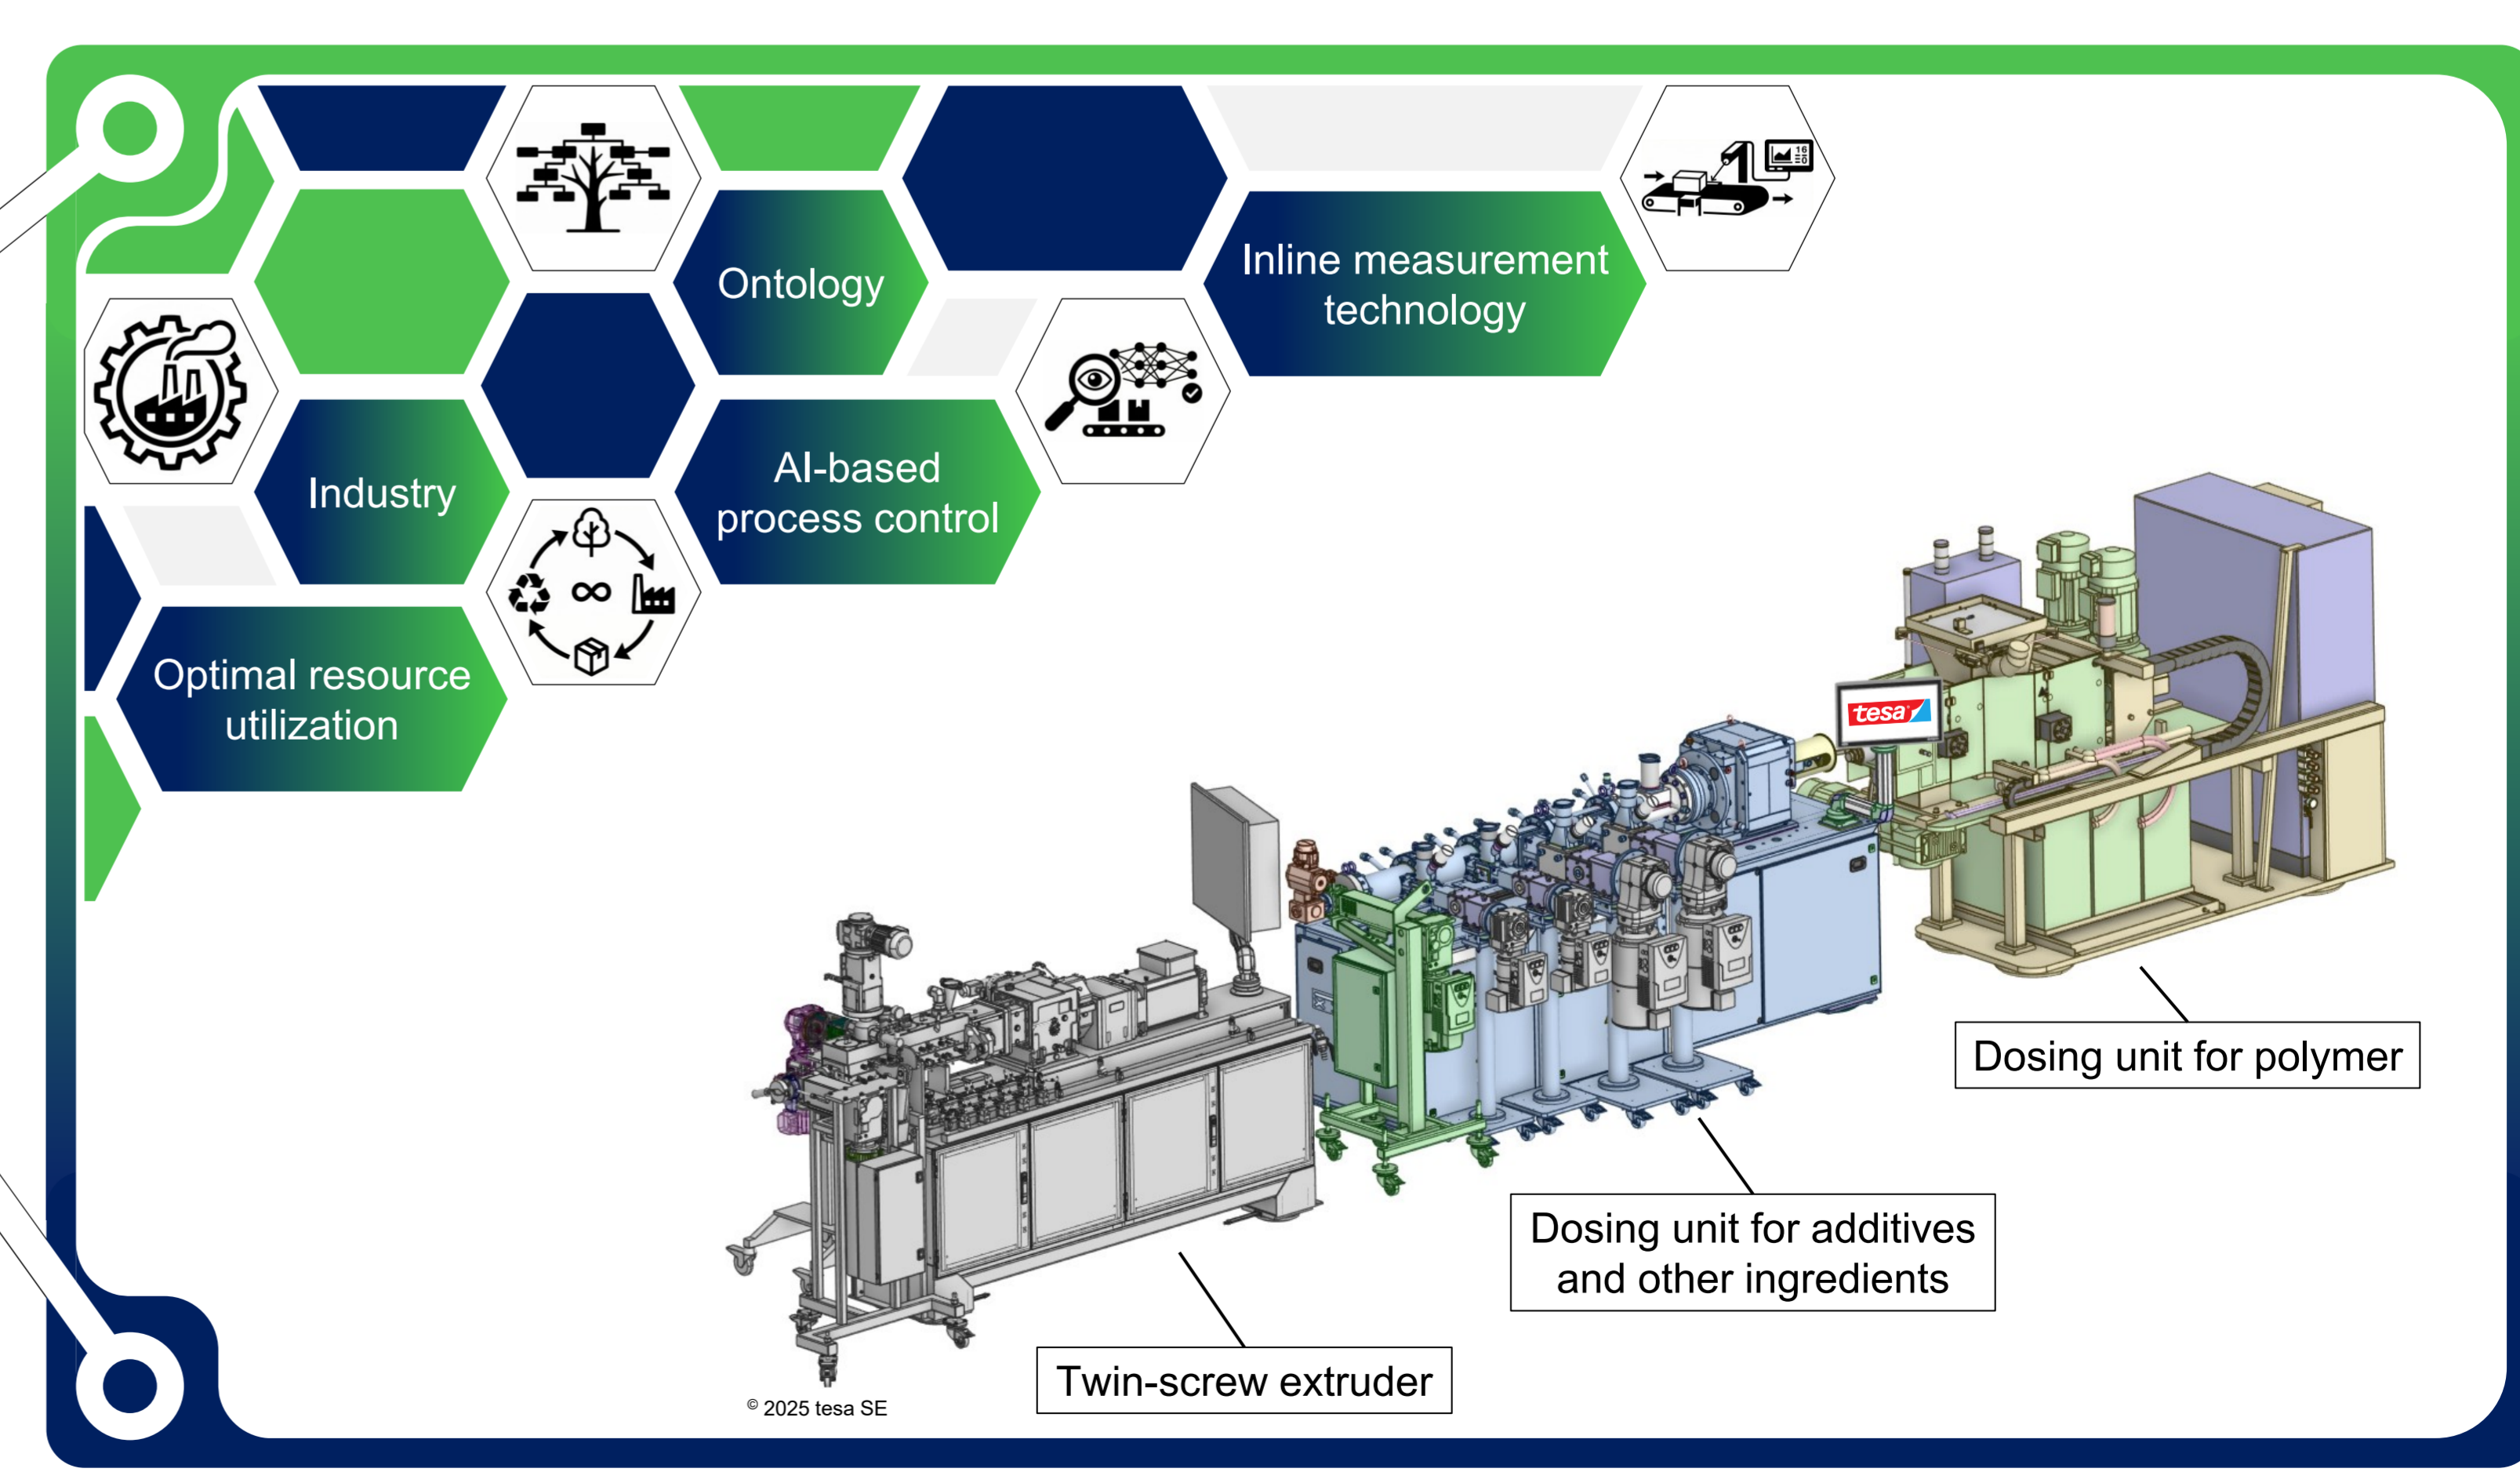 Ontology
Inline measurement
technology
Industry
AI-based
process control
Optimal resource
utilization
tesa
Dosing unit for polymer
Dosing unit for additives
and other ingredients
Twin-screw extruder
© 2025 tesa SE